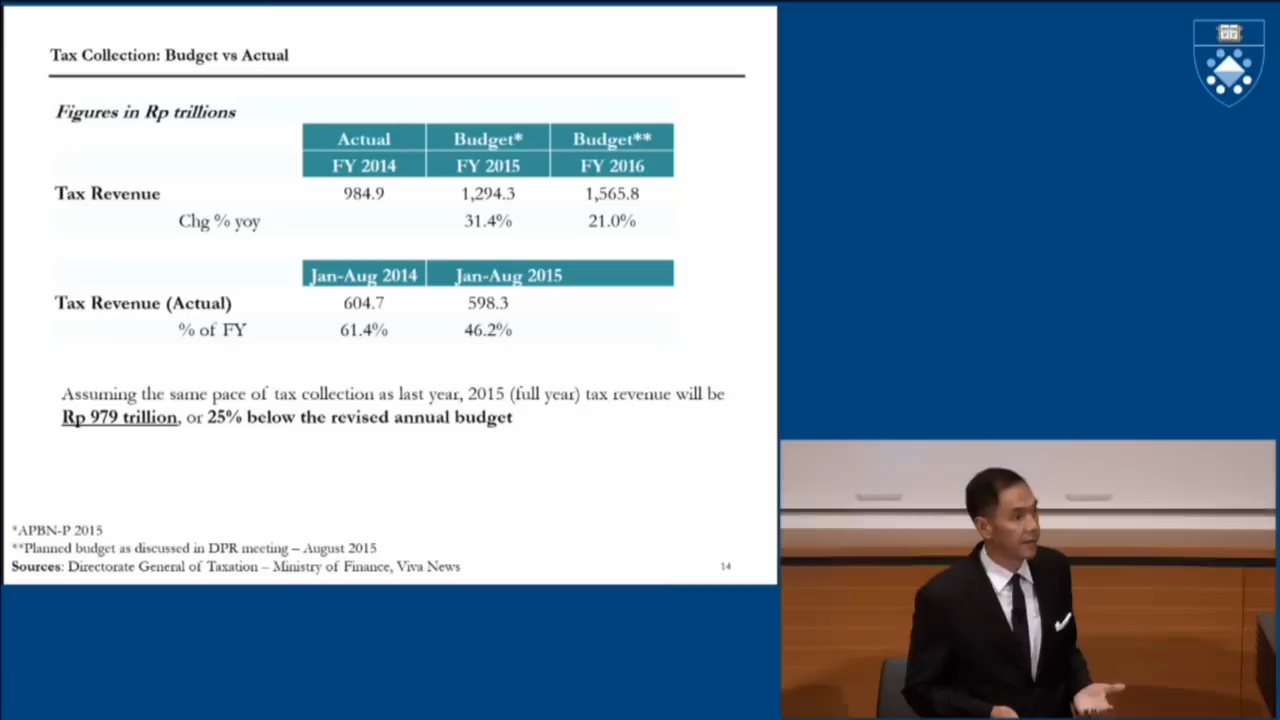 Tax Collection: Budget vs Actual
Figures in Rp trillions
Actual Budget* Budget**
FY 2014 FY 2015 FY 2016
Tax Revenue 984.9 1,294.3 1,565.8
Chg % yoy 31.4% 21.0%
Jan-Aug 2014 Jan-Aug 2015
Tax Revenue (Actual) 604.7 598.3
% of FY 61.4% 46.2%
Assuming the same pace of tax collection as last year, 2015 (full year) tax revenue will be
Rp 979 trillion, or 25% below the revised annual budget
*APBN-P 2015
**Planned budget as discussed in DPR meeting – August 2015
Sources: Directorate General of Taxation – Ministry of Finance, Viva News
14